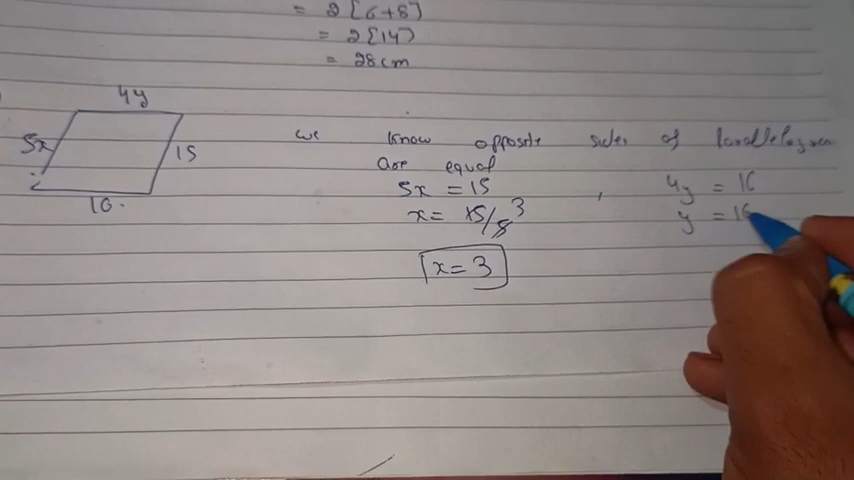 = 2 [6+8]
= 2[14]
= 28 cm
4y
5x
15
16.
we know opposite sides of parallelogram
are equal
5x = 15 , 4y = 16
x = 15/5 3 y = 16
x = 3